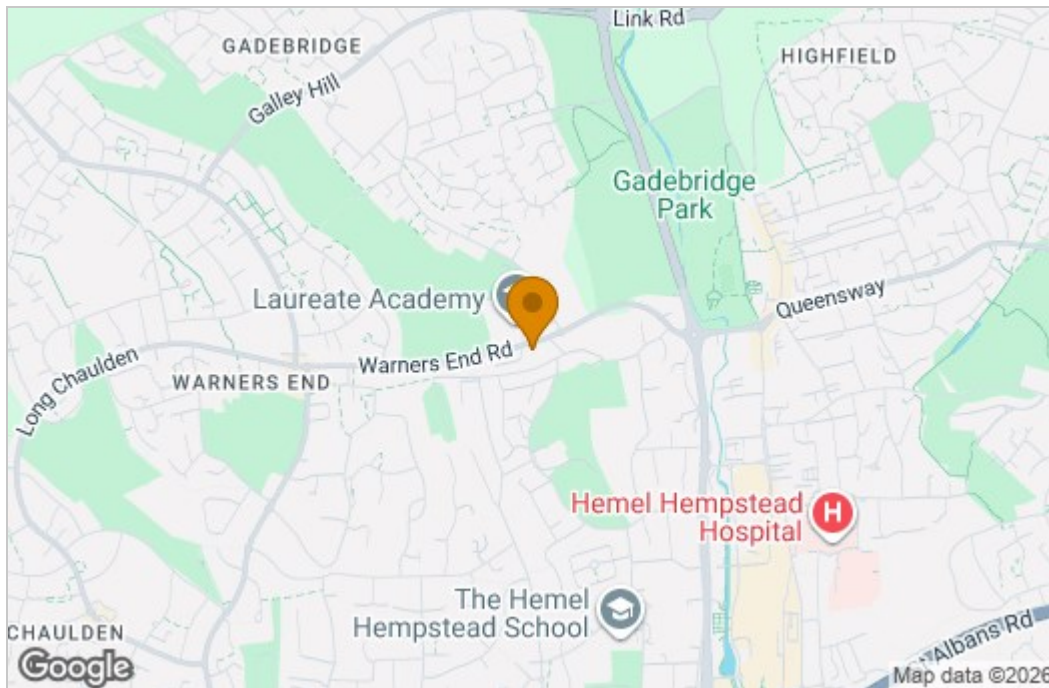 Link Rd
GADEBRIDGE
HIGHFIELD
Galley Hill
Gadebridge
Park
Laureate Academy
Queensway
Warners End Rd
Long Chaulden
WARNERS END
Hemel Hempstead
Hospital
H
The Hemel
Hempstead School
CHAULDEN
t Albans Rd
Google
Map data ©2026